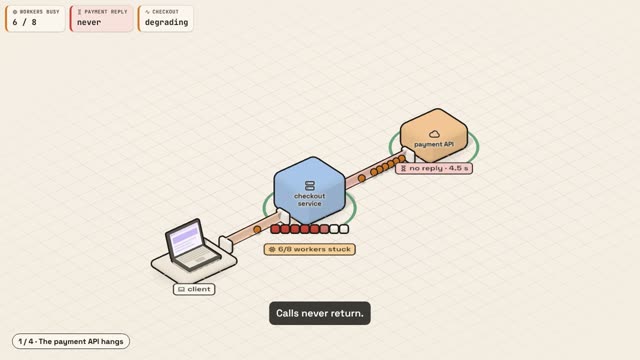 WORKERS BUSY
6 / 8
PAYMENT REPLY
never
CHECKOUT
degrading
payment API
no reply · 4.5 s
checkout
service
6/8 workers stuck
client
Calls never return.
1 / 4 · The payment API hangs